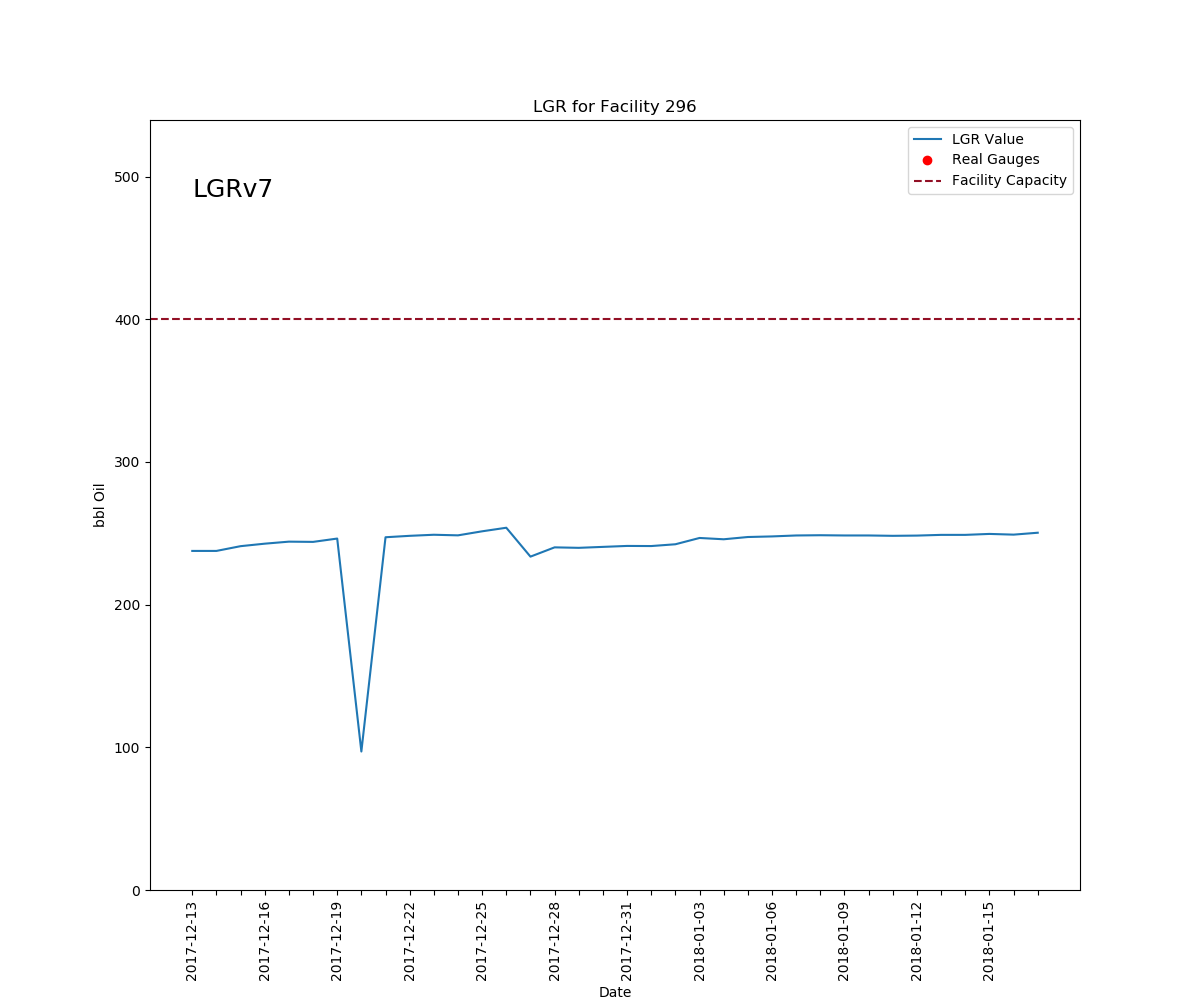 LGR for Facility 296
LGR Value
Real Gauges
Facility Capacity
LGRv7
500
400
300
200
100
0
bbl Oil
2017-12-13
2017-12-16
2017-12-19
2017-12-22
2017-12-25
2017-12-28
2017-12-31
2018-01-03
2018-01-06
2018-01-09
2018-01-12
2018-01-15
Date